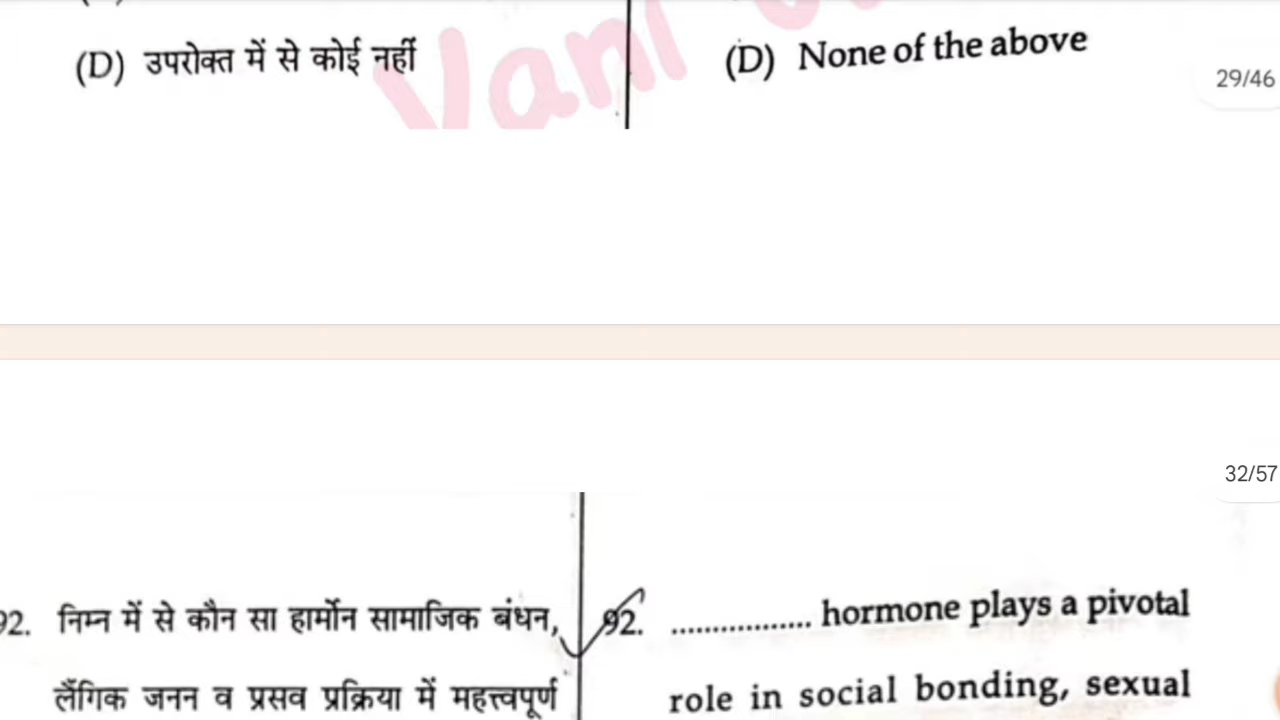 (D) उपरोक्त में से कोई नहीं
(D) None of the above
Vani
29/46
32/57
92. निम्न में से कौन सा हार्मोन सामाजिक बंधन,
लैंगिक जनन व प्रसव प्रक्रिया में महत्त्वपूर्ण
92. ................. hormone plays a pivotal
role in social bonding, sexual